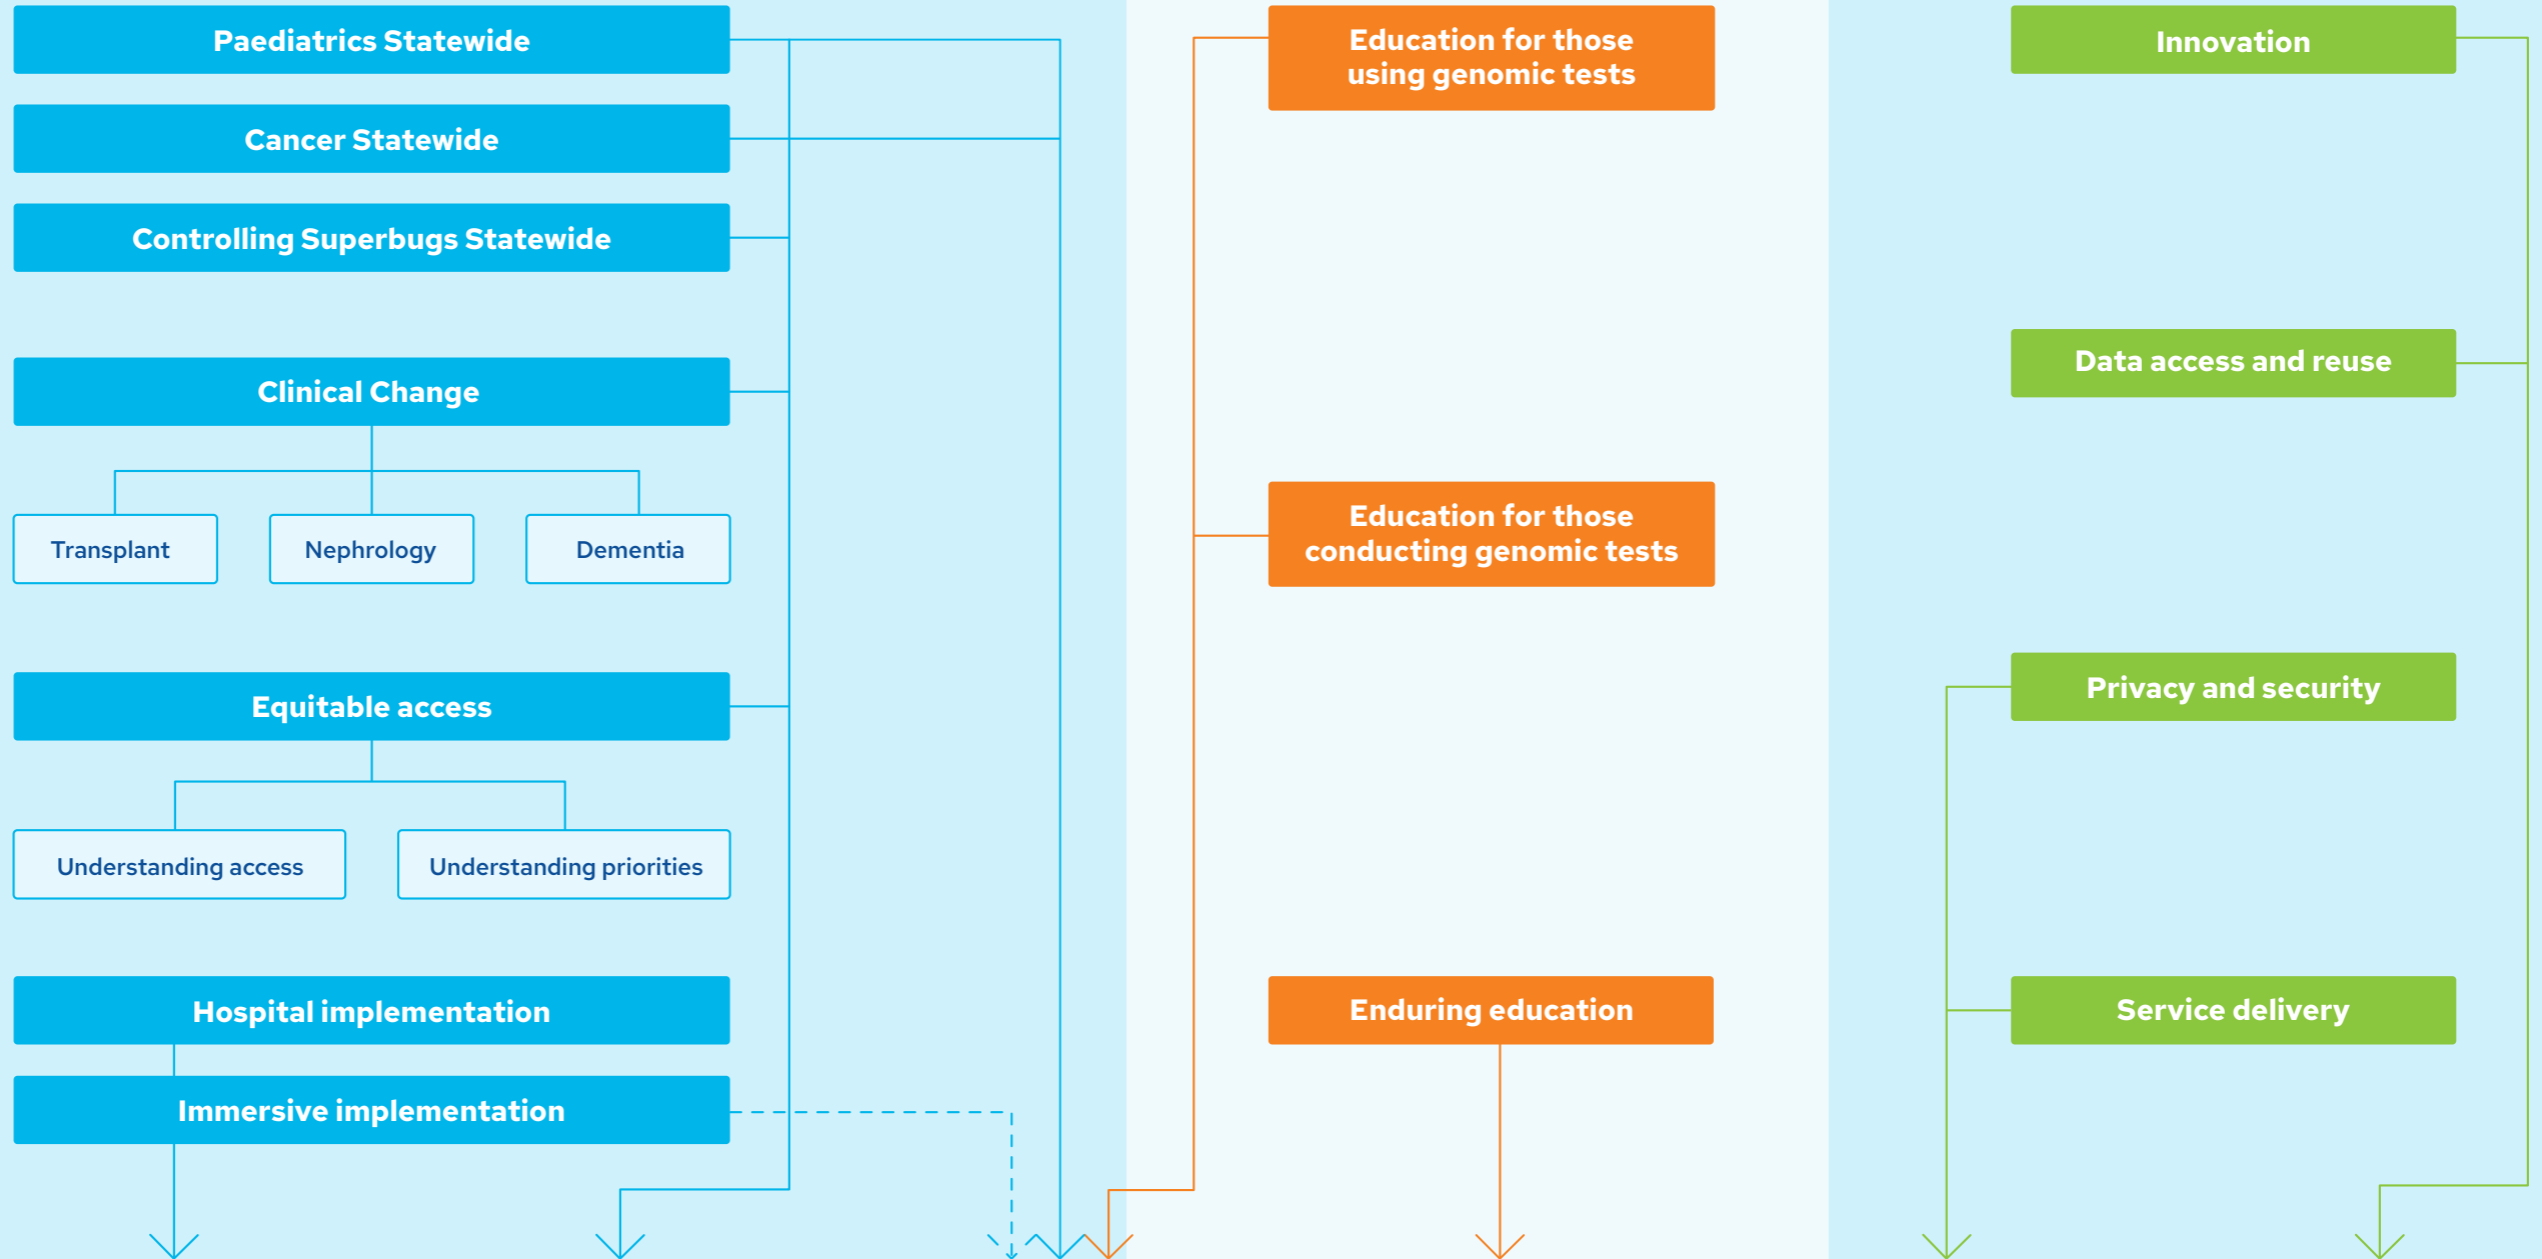 Paediatrics Statewide
Cancer Statewide
Controlling Superbugs Statewide
Clinical Change
Transplant
Nephrology
Dementia
Equitable access
Understanding access
Understanding priorities
Hospital implementation
Immersive implementation
Education for those
using genomic tests
Education for those
conducting genomic tests
Enduring education
Innovation
Data access and reuse
Privacy and security
Service delivery